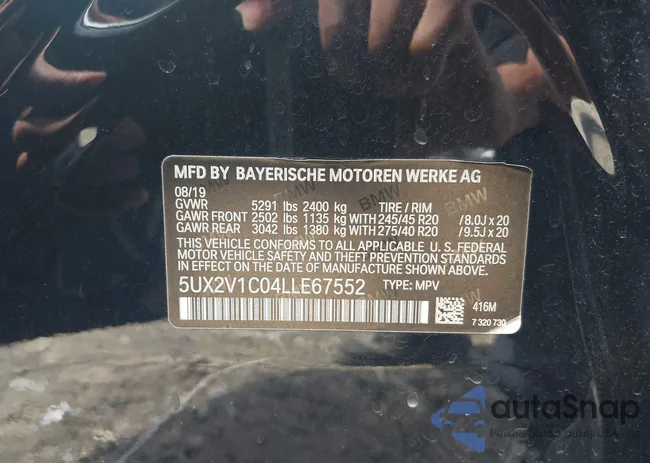 MFD BY BAYERISCHE MOTOREN WERKE AG
08/19
GVWR 5291 lbs 2400 kg TIRE / RIM
GAWR FRONT 2502 lbs 1135 kg WITH 245/45 R20 /8.0J x 20
GAWR REAR 3042 lbs 1380 kg WITH 275/40 R20 /9.5J x 20
THIS VEHICLE CONFORMS TO ALL APPLICABLE U. S. FEDERAL
MOTOR VEHICLE SAFETY AND THEFT PREVENTION STANDARDS
IN EFFECT ON THE DATE OF MANUFACTURE SHOWN ABOVE.
5UX2V1C04LLE67552 TYPE: MPV
416M
7 320 730
autoSnap